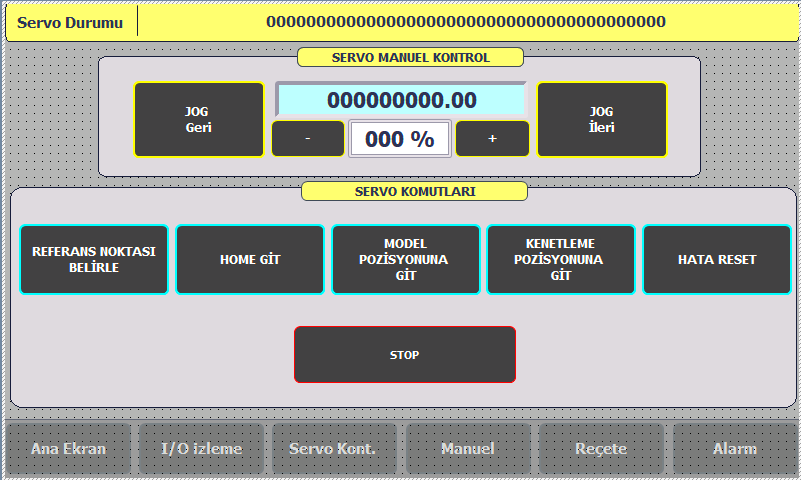 Servo Durumu 0000000000000000000000000000000000000000
SERVO MANUEL KONTROL
JOG
Geri
000000000.00
-
000 %
+
JOG
İleri
SERVO KOMUTLARI
REFERANS NOKTASI
BELİRLE
HOME GİT
MODEL
POZİSYONUNA
GİT
KENETLEME
POZİSYONUNA
GİT
HATA RESET
STOP
Ana Ekran
I/O izleme
Servo Kont.
Manuel
Reçete
Alarm